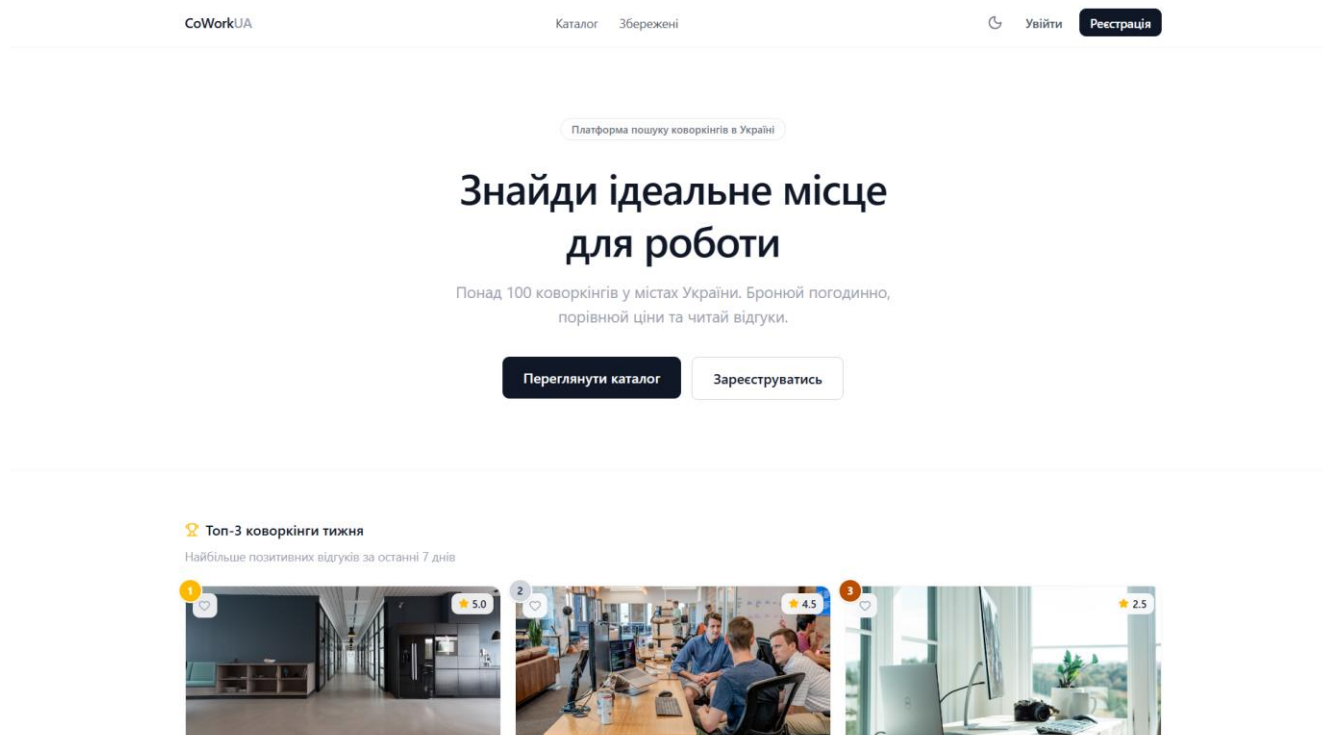 CoWorkUA
Каталог Збережені
Увійти Реєстрація
Платформа пошуку коворкінгів в Україні
Знайди ідеальне місце
для роботи
Понад 100 коворкінгів у містах України. Бронюй погодинно,
порівнюй ціни та читай відгуки.
Переглянути каталог Зареєструватись
Топ-3 коворкінги тижня
Найбільше позитивних відгуків за останні 7 днів
1 5.0 2 4.5 3 2.5